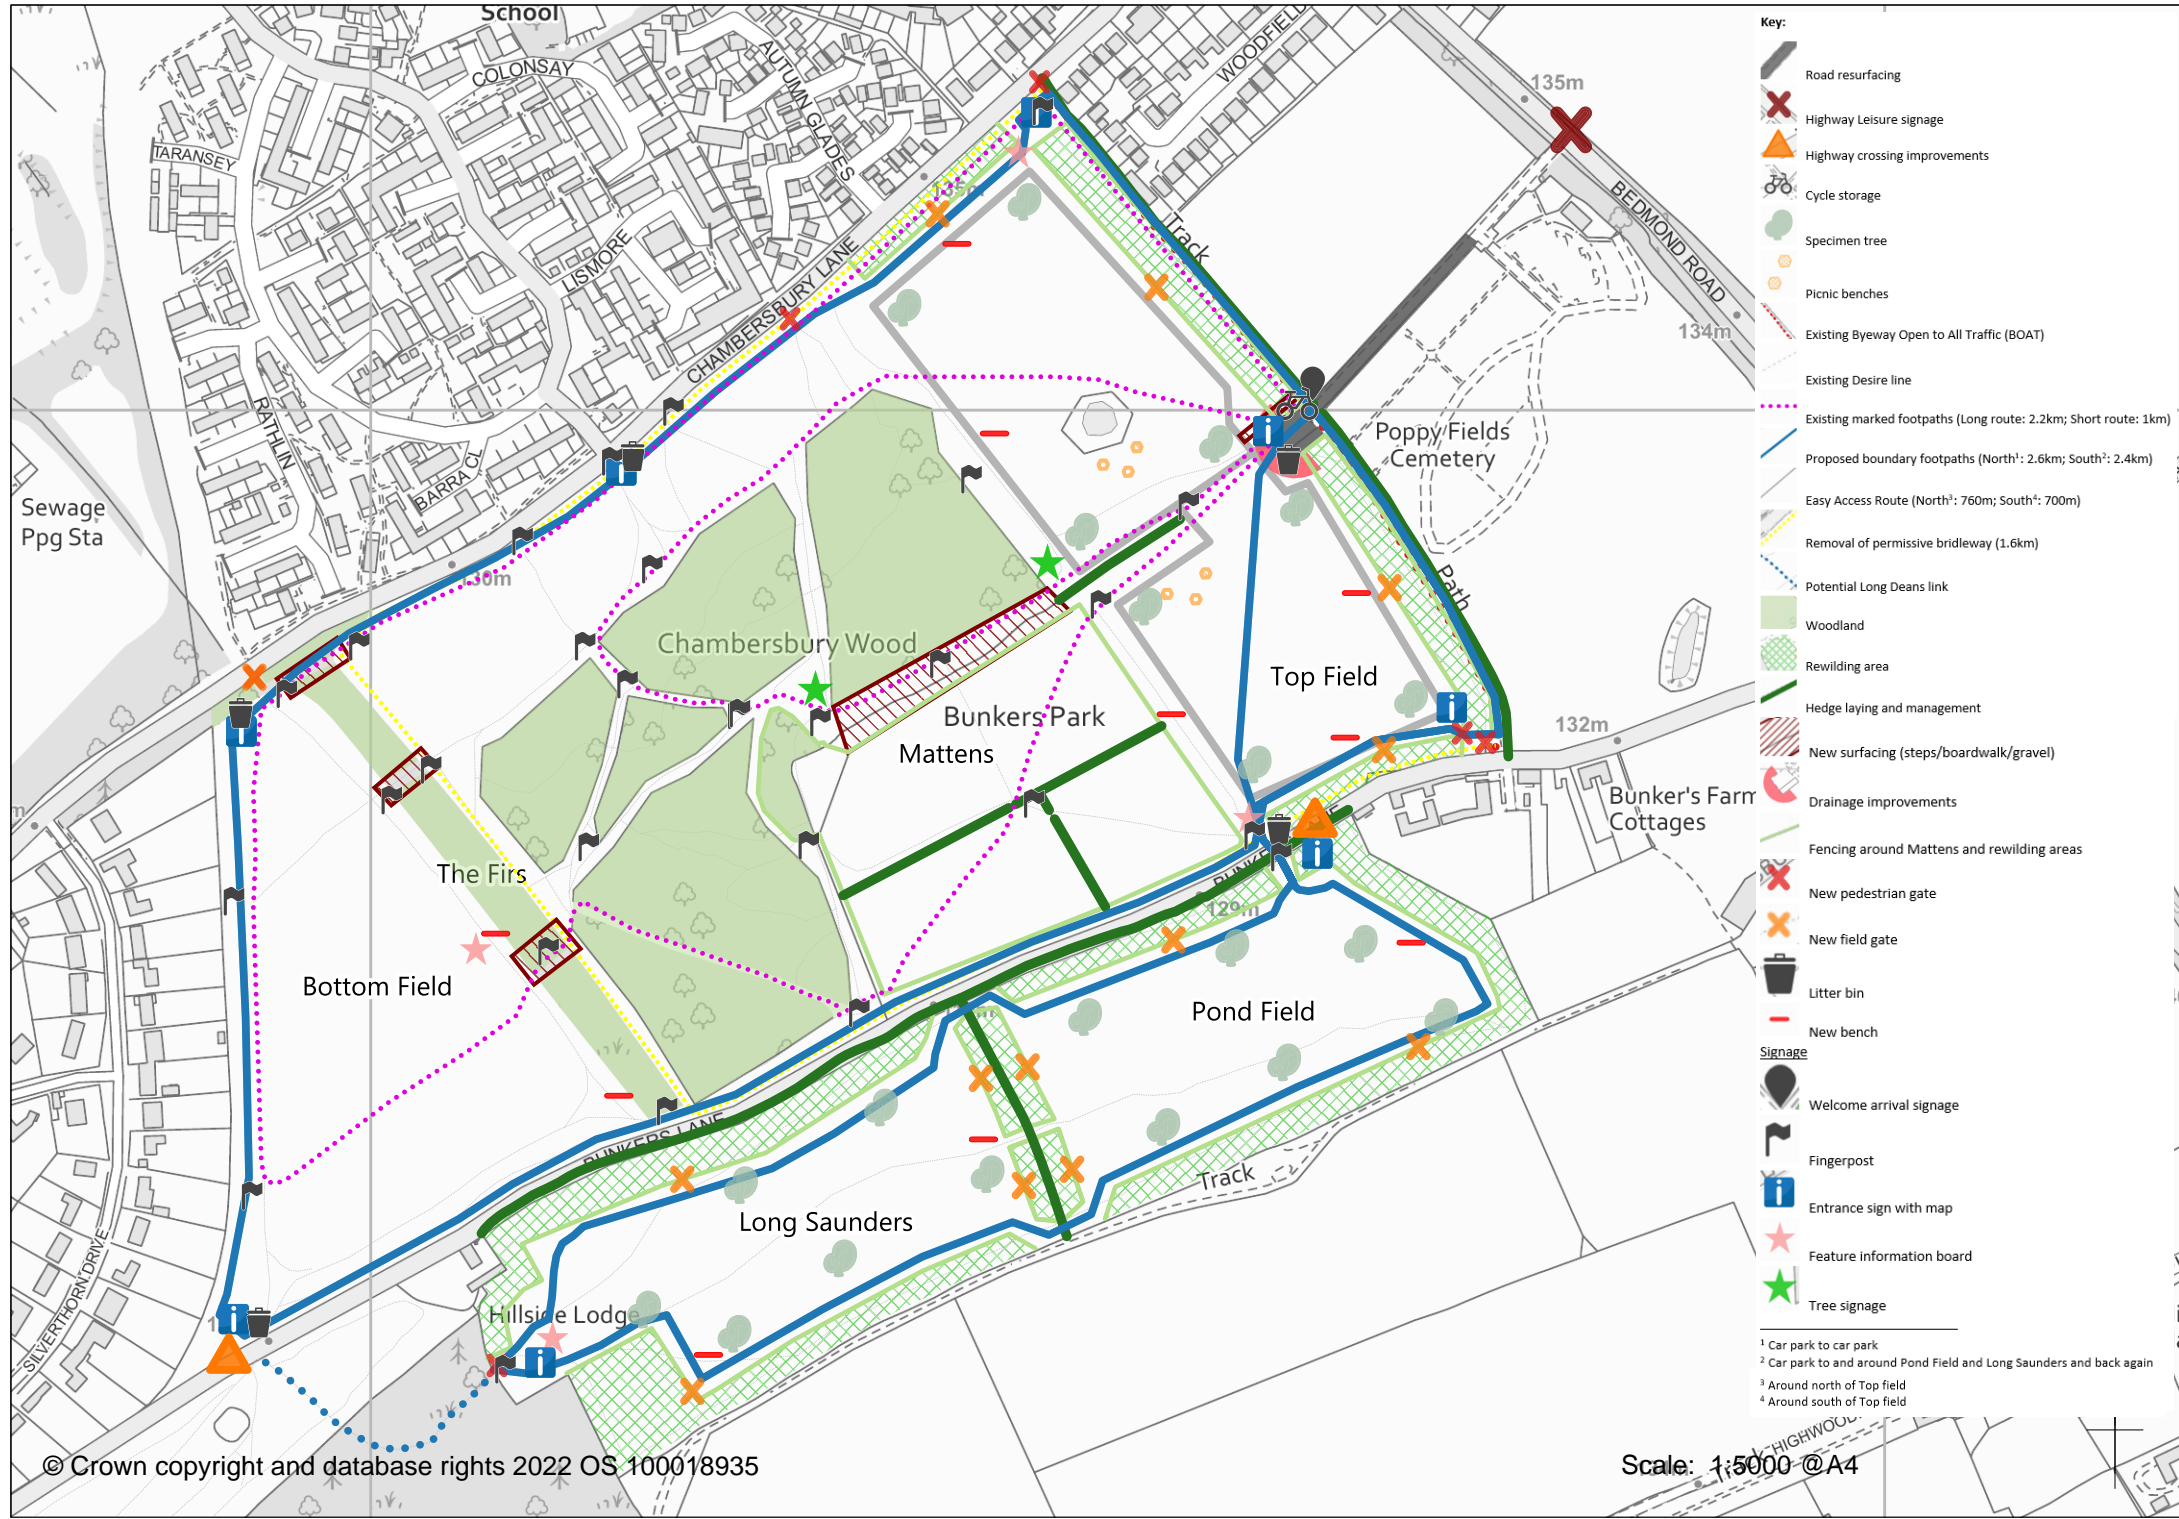 School
COLONSAY
AUTUMN GLADES
WOODFIELD
TARANSEY
LISMORE
CHAMBERSBURY LANE
RATHLIN
BARRA CL
135m
135m
BEDMOND ROAD
134m
Track
Sewage
Ppg Sta
130m
Poppy Fields
Cemetery
Path
Chambersbury Wood
Top Field
Bunkers Park
Mattens
132m
Bunker's Farm
Cottages
The Firs
129m
Bottom Field
Pond Field
BUNKERS LANE
Track
Long Saunders
SILVERTHORN DRIVE
Hillside Lodge
HIGHWOOD
© Crown copyright and database rights 2022 OS 100018935
Scale: 1:5000 @A4
Key:
Road resurfacing
Highway Leisure signage
Highway crossing improvements
Cycle storage
Specimen tree
Picnic benches
Existing Byeway Open to All Traffic (BOAT)
Existing Desire line
Existing marked footpaths (Long route: 2.2km; Short route: 1km)
Proposed boundary footpaths (North¹: 2.6km; South²: 2.4km)
Easy Access Route (North³: 760m; South⁴: 700m)
Removal of permissive bridleway (1.6km)
Potential Long Deans link
Woodland
Rewilding area
Hedge laying and management
New surfacing (steps/boardwalk/gravel)
Drainage improvements
Fencing around Mattens and rewilding areas
New pedestrian gate
New field gate
Litter bin
New bench
Signage
Welcome arrival signage
Fingerpost
Entrance sign with map
Feature information board
Tree signage
¹ Car park to car park
² Car park to and around Pond Field and Long Saunders and back again
³ Around north of Top field
⁴ Around south of Top field